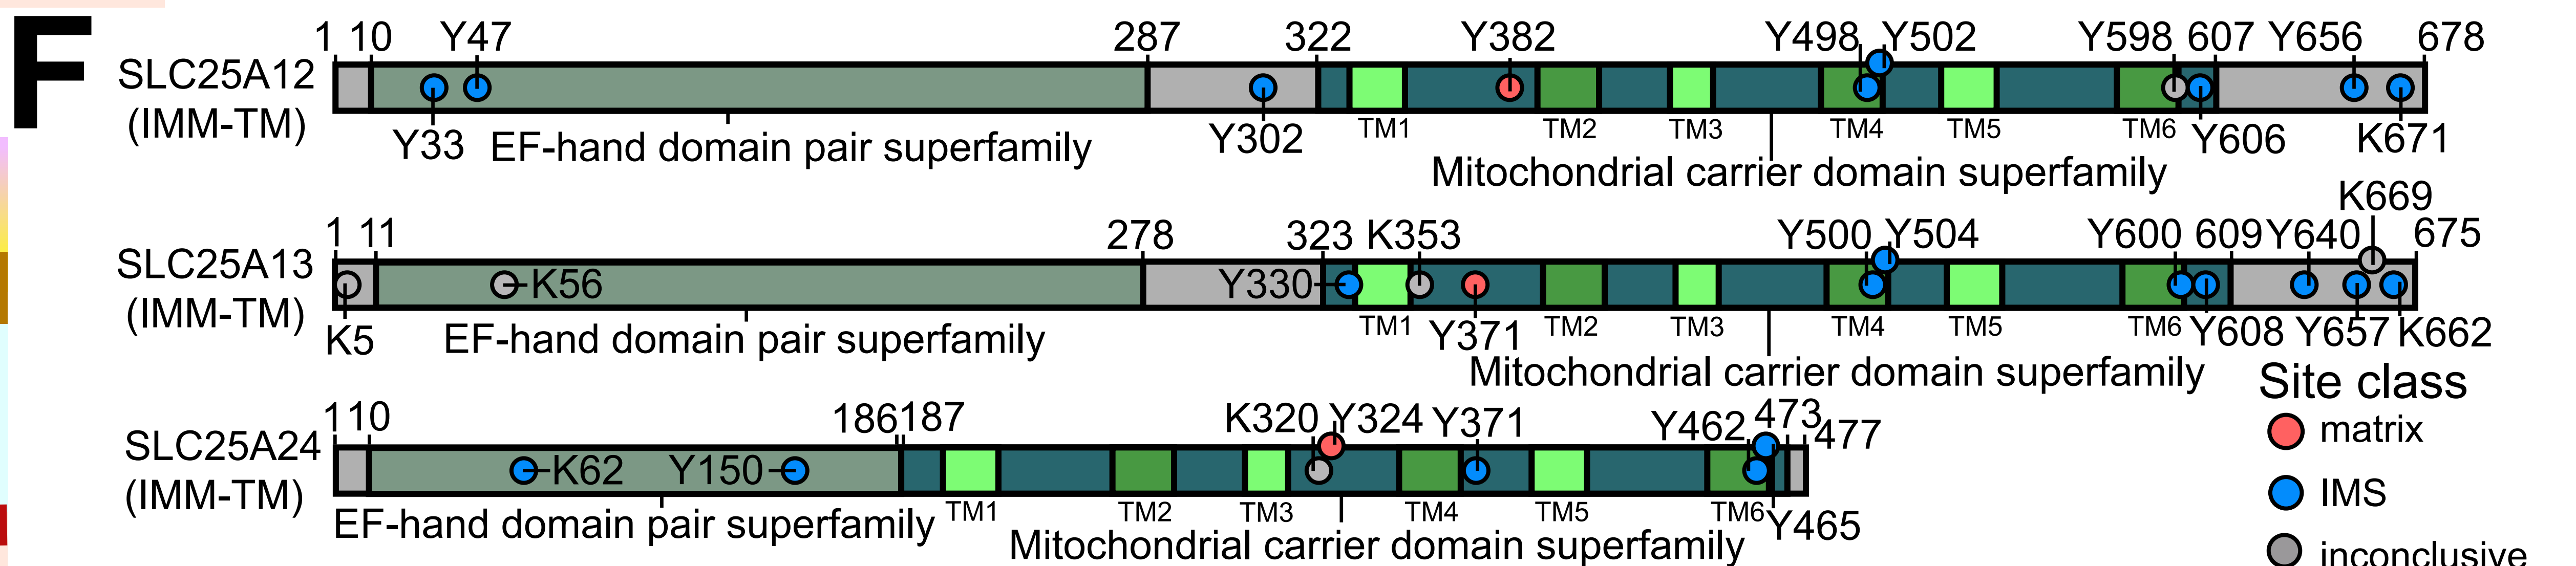 F
1 10 Y47 287 322 Y382 Y498 Y502 Y598 607 Y656 678
SLC25A12
(IMM-TM)
TM1 TM2 TM3 TM4 TM5 TM6
Y33 EF-hand domain pair superfamily Y302 Y606 K671
Mitochondrial carrier domain superfamily
K669
1 11 278 323 K353 Y500 Y504 Y600 609 Y640 675
SLC25A13
K56 Y330
(IMM-TM)
TM1 TM2 TM3 TM4 TM5 TM6
K5 EF-hand domain pair superfamily Y371 Y608 Y657 K662
Mitochondrial carrier domain superfamily
1 10 186 187 K320 Y324 Y371 Y462 473 477
SLC25A24
K62 Y150
(IMM-TM)
TM1 TM2 TM3 TM4 TM5 TM6
EF-hand domain pair superfamily Y465
Mitochondrial carrier domain superfamily
Site class
matrix
IMS
inconclusive